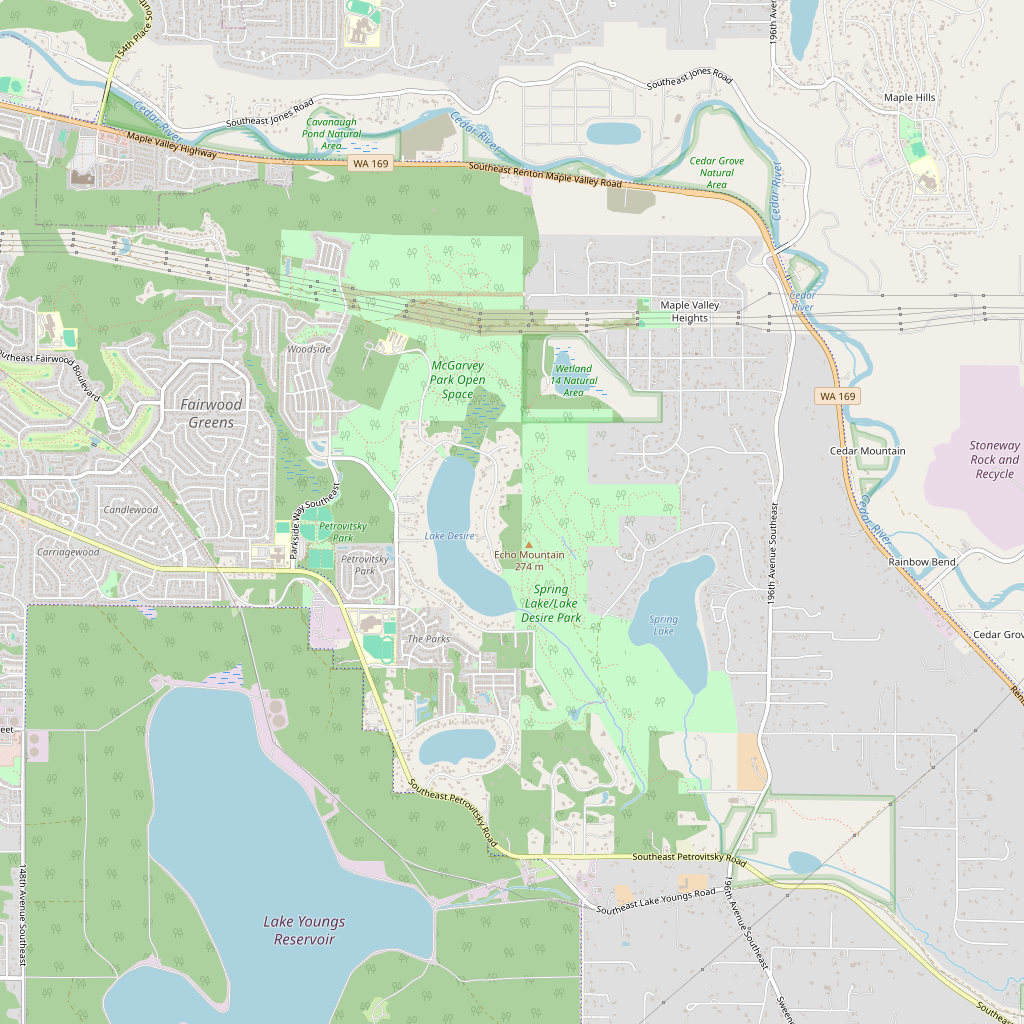 154th Place
Southeast Jones Road
196th Avenue
Maple Hills
Cedar River
Southeast Jones Road
Cavanaugh
Pond Natural
Area
Cedar River
Maple Valley Highway
WA 169
Southeast Renton Maple Valley Road
Cedar Grove
Natural
Area
Cedar River
Cedar
River
Maple Valley
Heights
Woodside
McGarvey
Park Open
Space
Wetland
14 Natural
Area
Fairwood Boulevard
Fairwood
Greens
WA 169
Stoneway
Rock and
Recycle
Cedar Mountain
Candlewood
Parkside Way Southeast
Petrovitsky
Park
Lake Desire
Cedar River
196th Avenue Southeast
Carriagewood
Petrovitsky
Park
Echo Mountain
274 m
Rainbow Bend
Spring
Lake/Lake
Desire Park
Spring
Lake
The Parks
Cedar Grov
Rento
reet
Southeast Petrovitsky Road
Southeast Petrovitsky Road
148th Avenue Southeast
Southeast Lake Youngs Road
196th Avenue Southeast
Lake Youngs
Reservoir
Sweene
Southeas